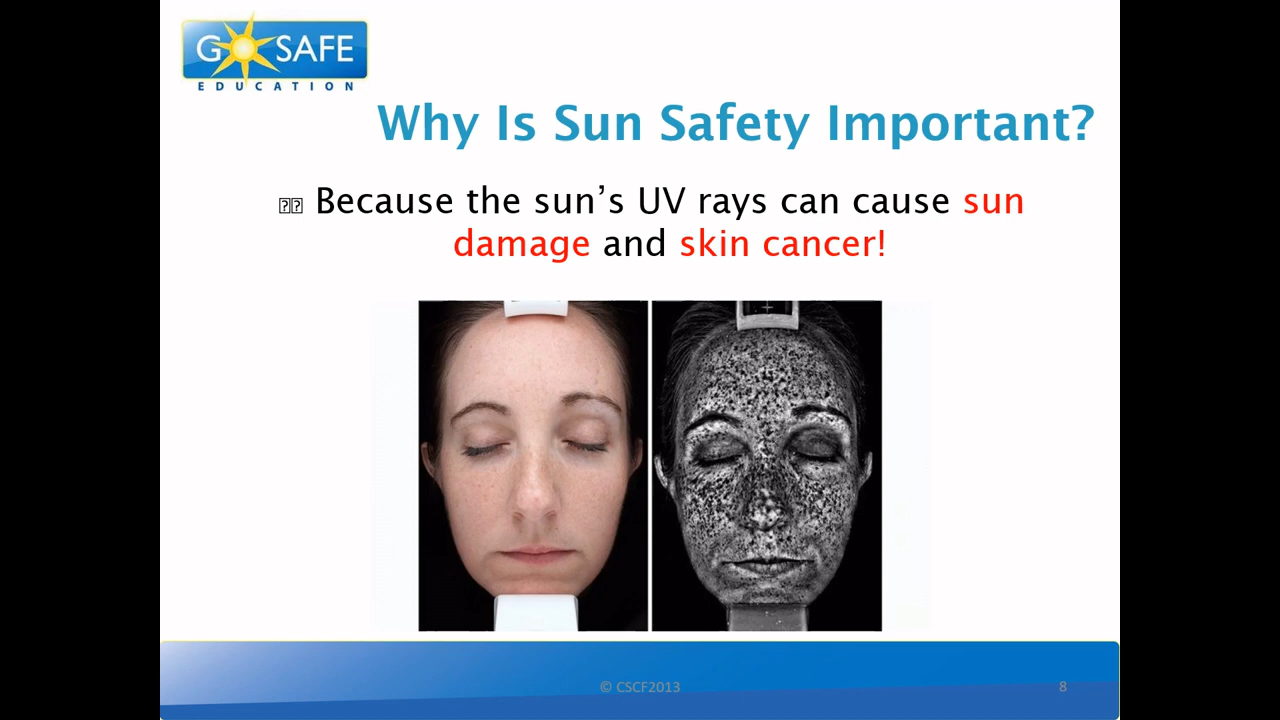 GO SAFE
EDUCATION
Why Is Sun Safety Important?
Because the sun’s UV rays can cause sun
damage and skin cancer!
© CSCF2013
8